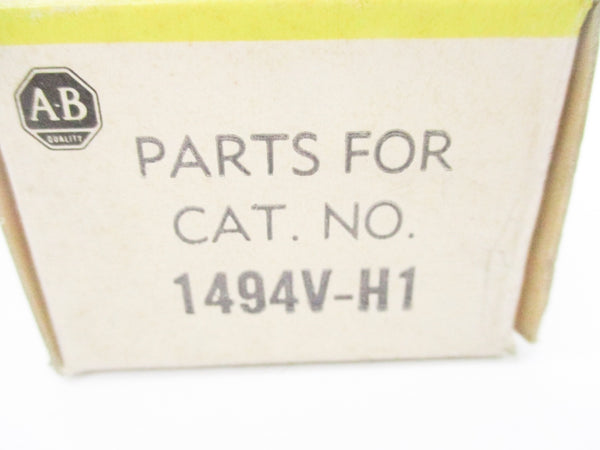 A-B
QUALITY
PARTS FOR
CAT. NO.
1494V-H1